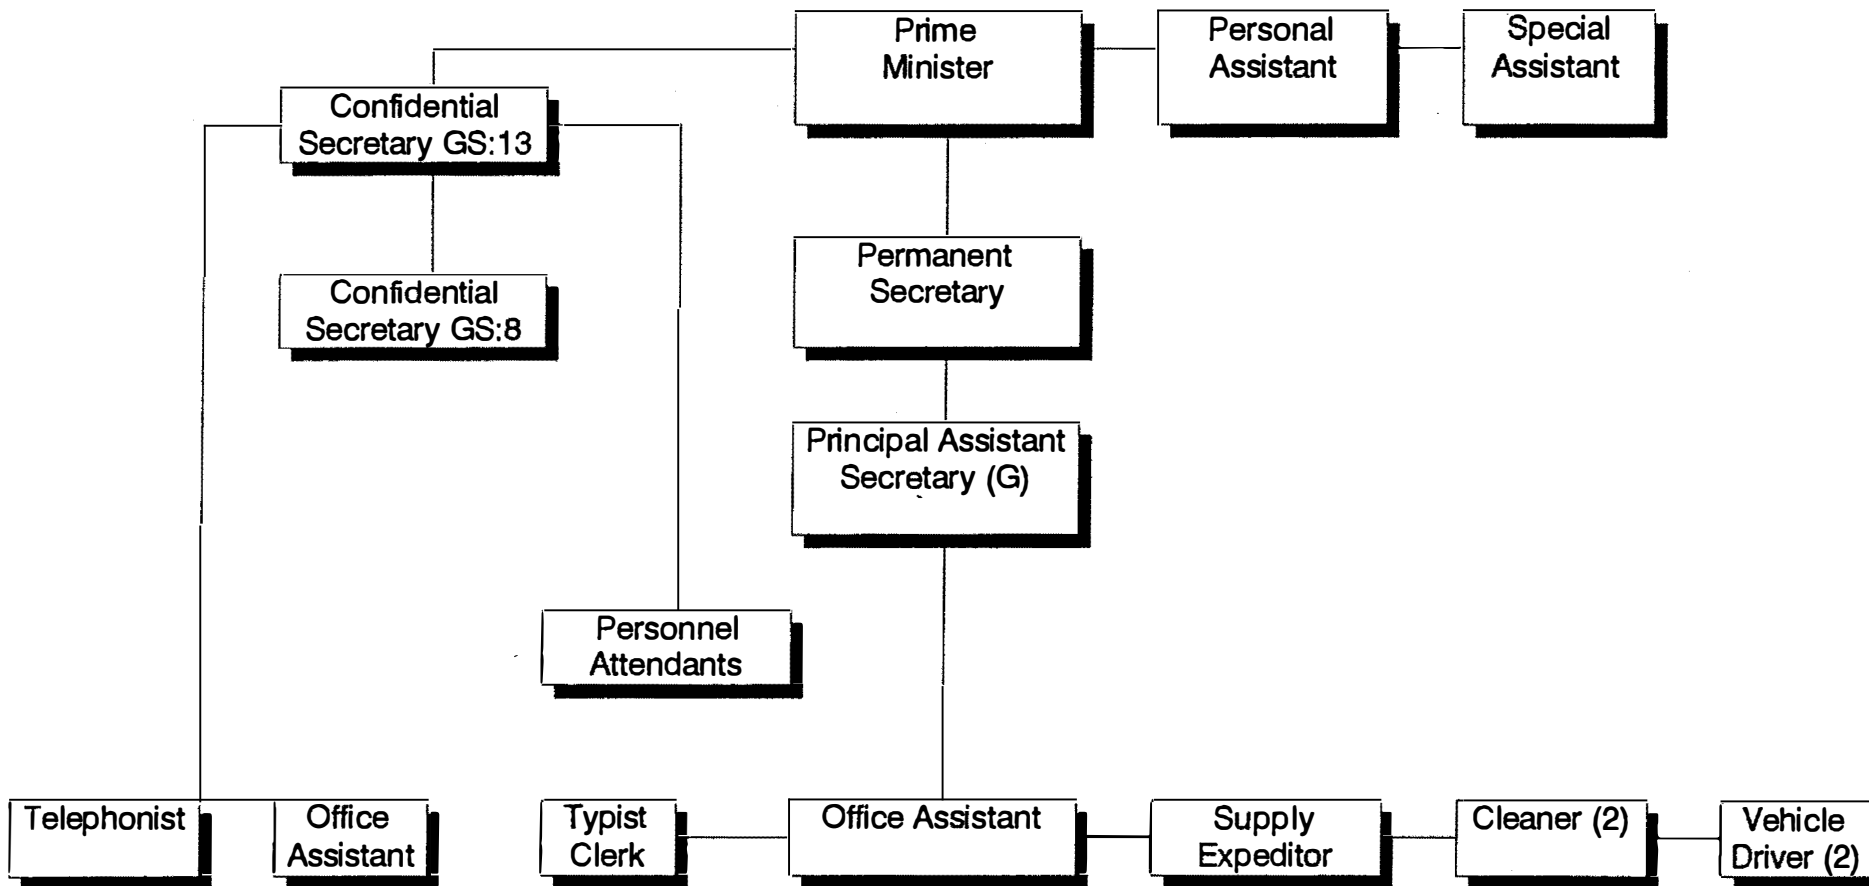 Prime
Minister
Personal
Assistant
Special
Assistant
Confidential
Secretary GS:13
Permanent
Secretary
Confidential
Secretary GS:8
Principal Assistant
Secretary (G)
Personnel
Attendants
Telephonist
Office
Assistant
Typist
Clerk
Office Assistant
Supply
Expeditor
Cleaner (2)
Vehicle
Driver (2)